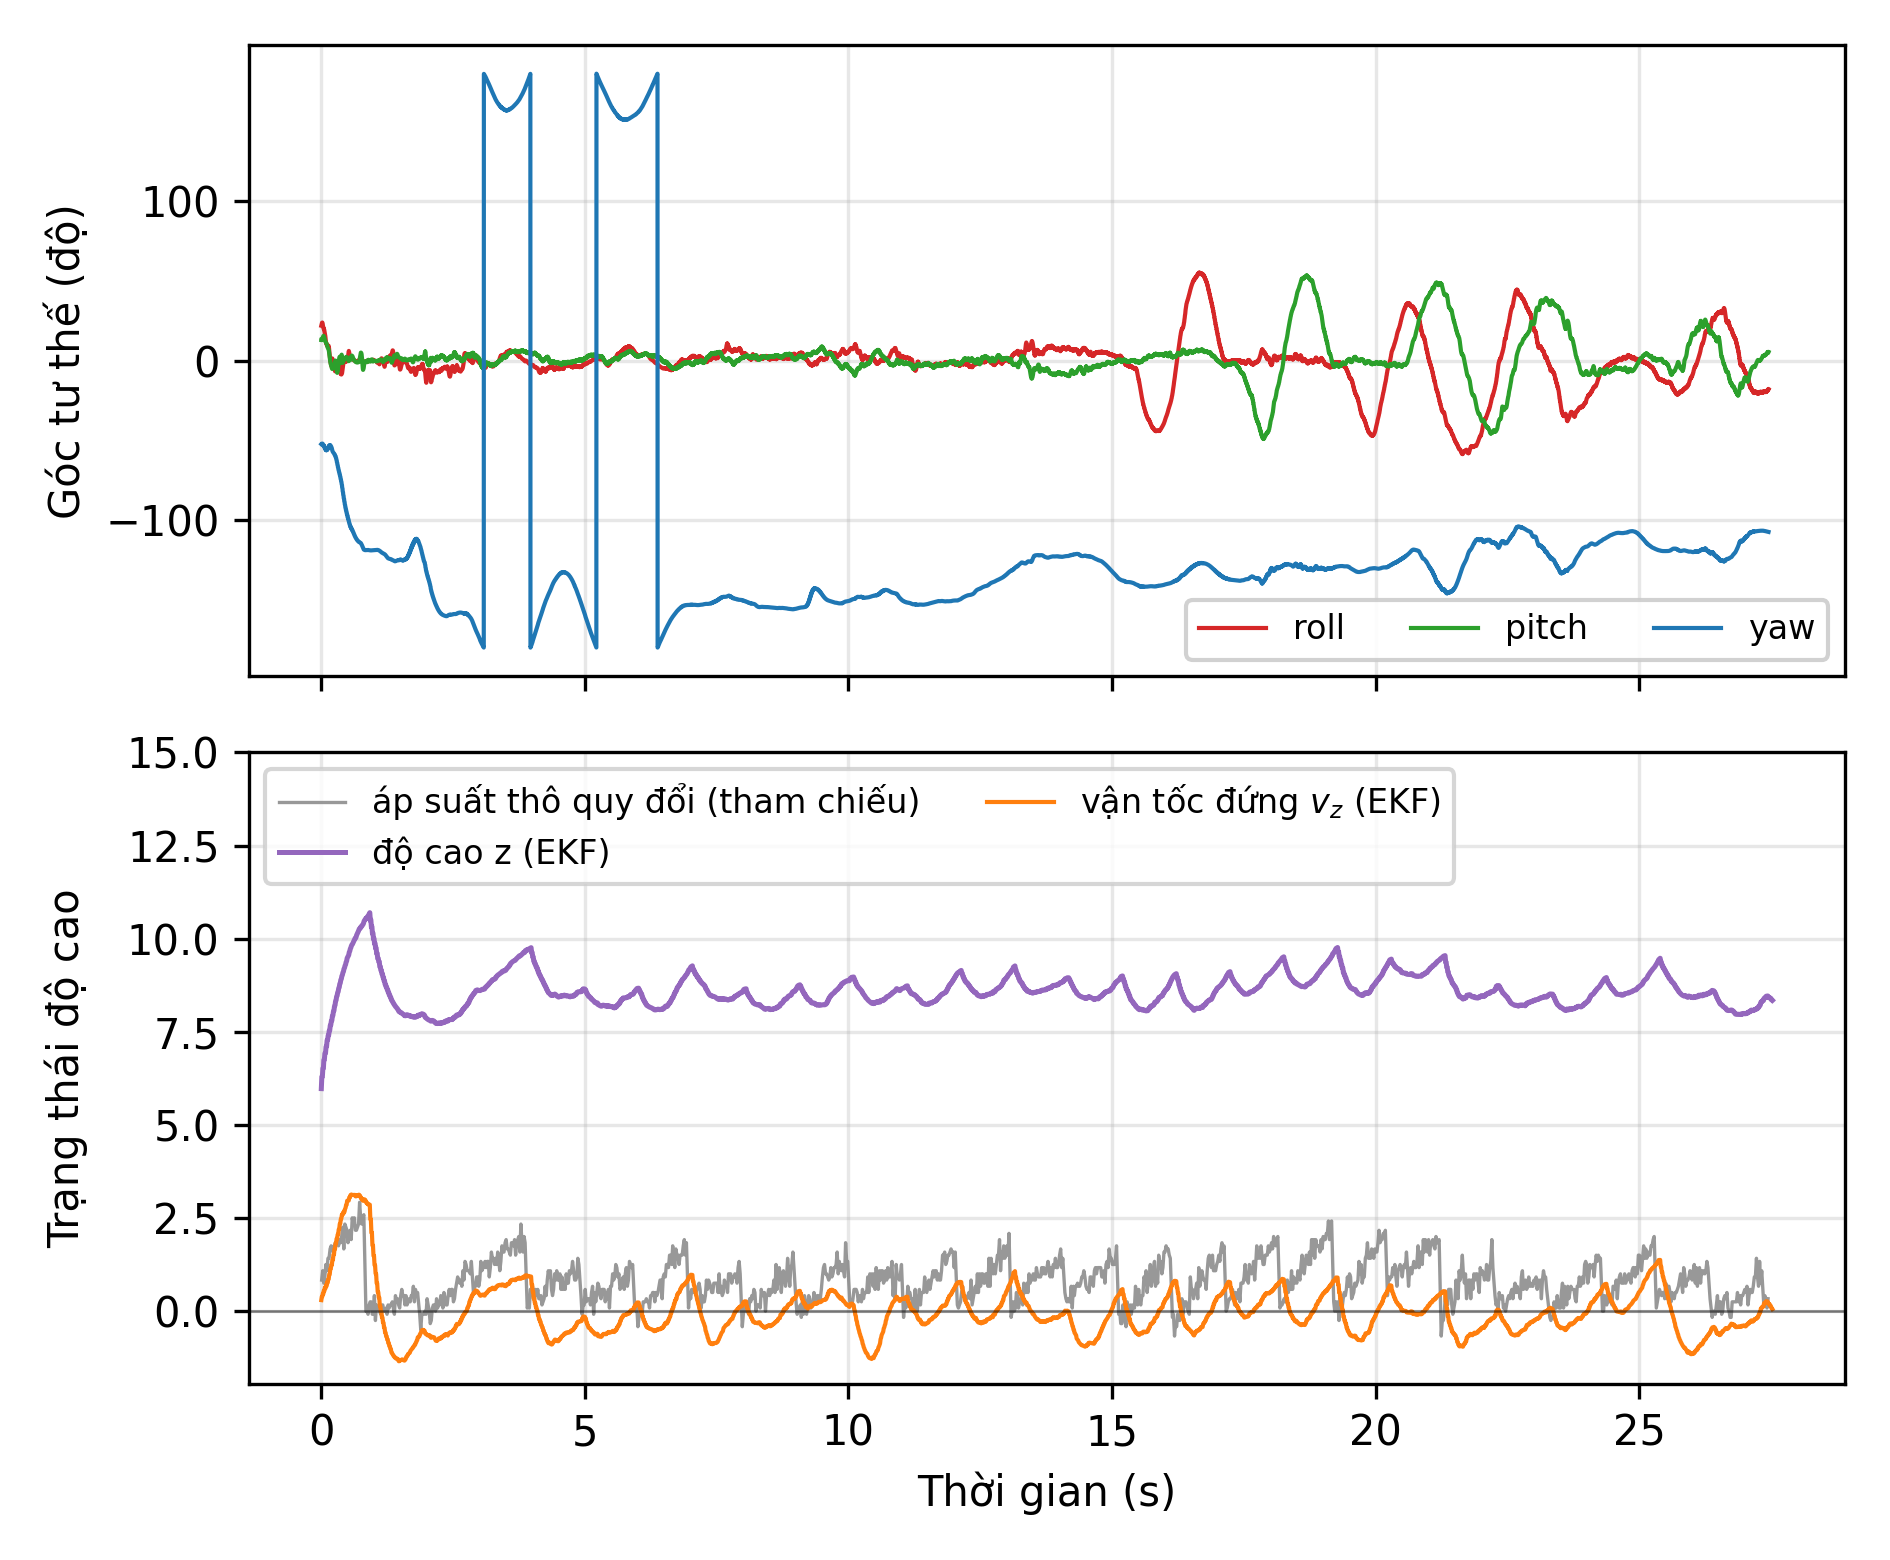 Góc tư thế (độ)
100
0
−100
roll pitch yaw
Trạng thái độ cao
15.0
12.5
10.0
7.5
5.0
2.5
0.0
áp suất thô quy đổi (tham chiếu)
độ cao z (EKF)
vận tốc đứng v_z (EKF)
0 5 10 15 20 25
Thời gian (s)